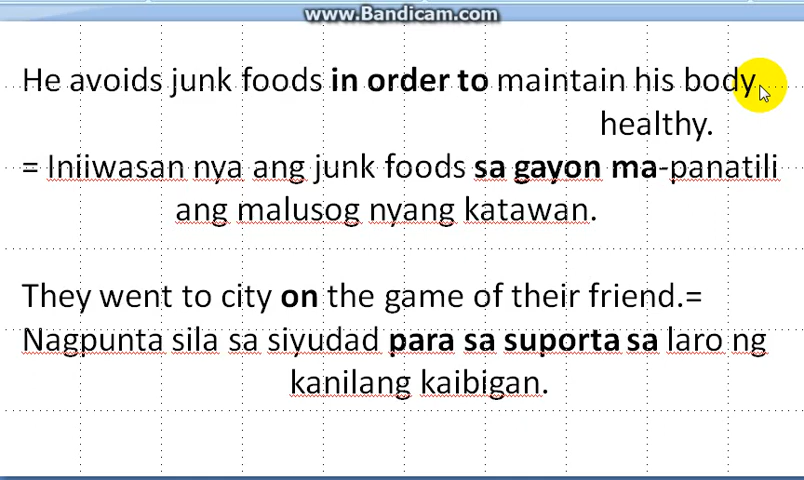 www.Bandicam.com
He avoids junk foods in order to maintain his body
healthy.
= Iniiwasan nya ang junk foods sa gayon ma-panatili
ang malusog nyang katawan.
They went to city on the game of their friend.=
Nagpunta sila sa siyudad para sa suporta sa laro ng
kanilang kaibigan.